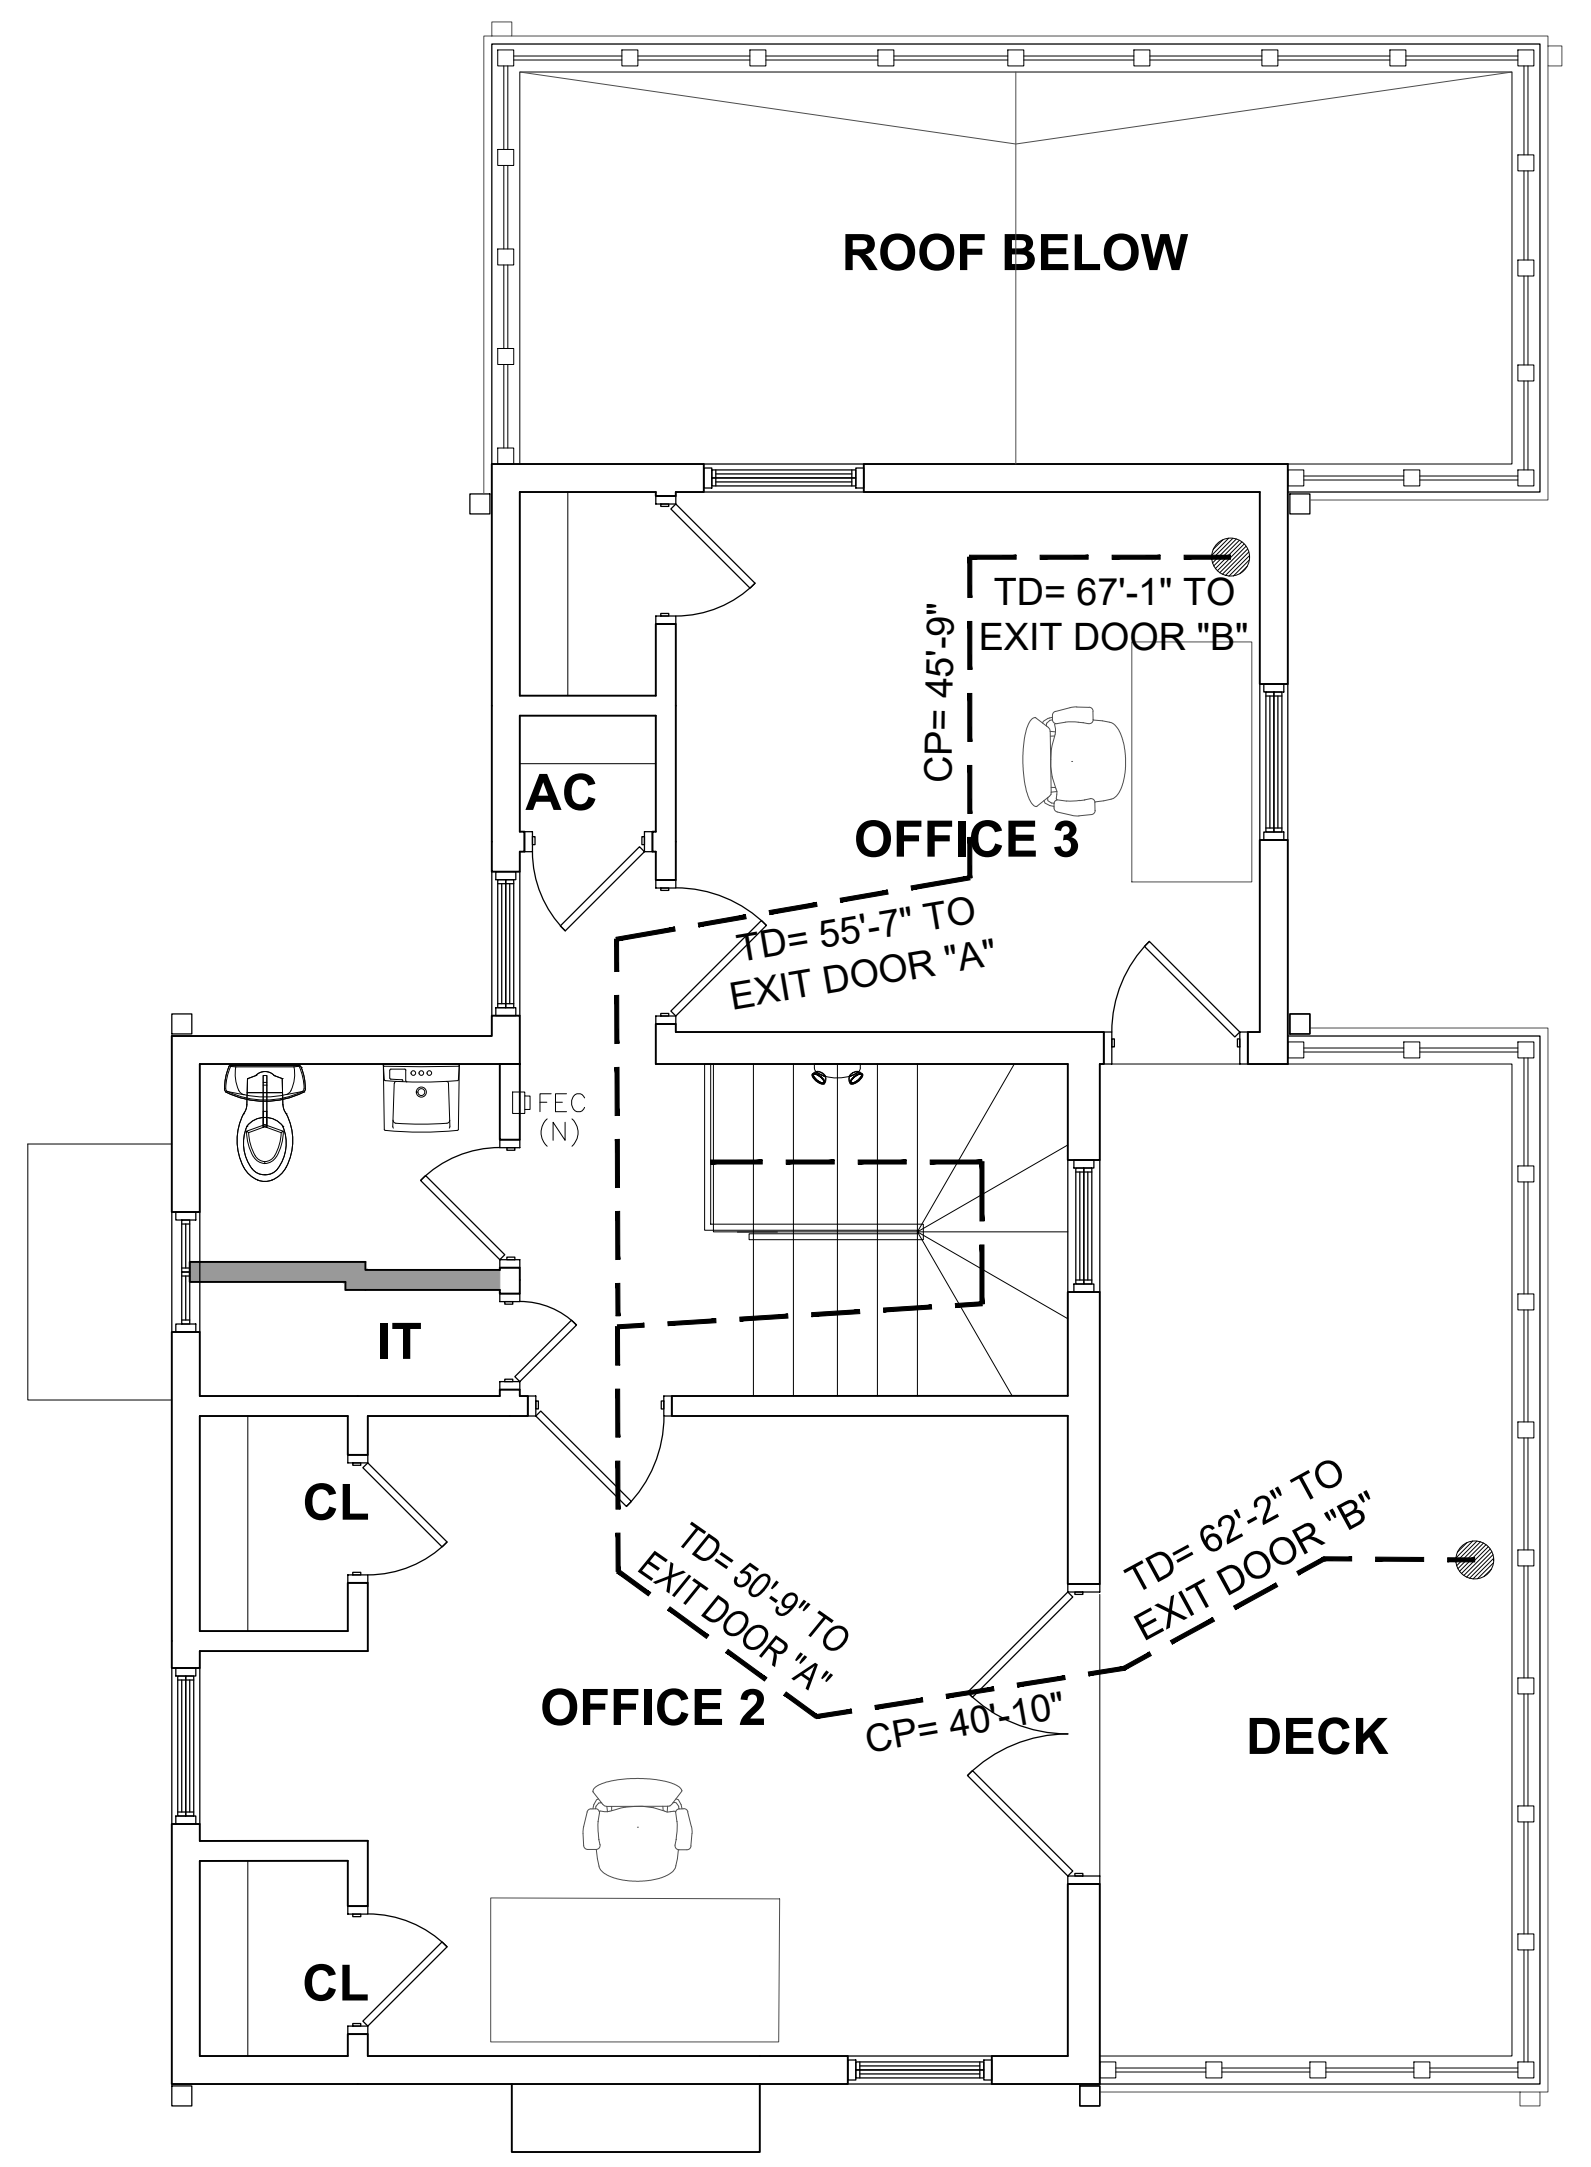 ROOF BELOW
TD= 67'-1" TO
EXIT DOOR "B"
CP= 45'-9"
AC
OFFICE 3
TD= 55'-7" TO
EXIT DOOR "A"
FEC
(N)
IT
CL
TD= 50'-9" TO
EXIT DOOR "A"
TD= 62'-2" TO
EXIT DOOR "B"
OFFICE 2
CP= 40'-10"
DECK
CL